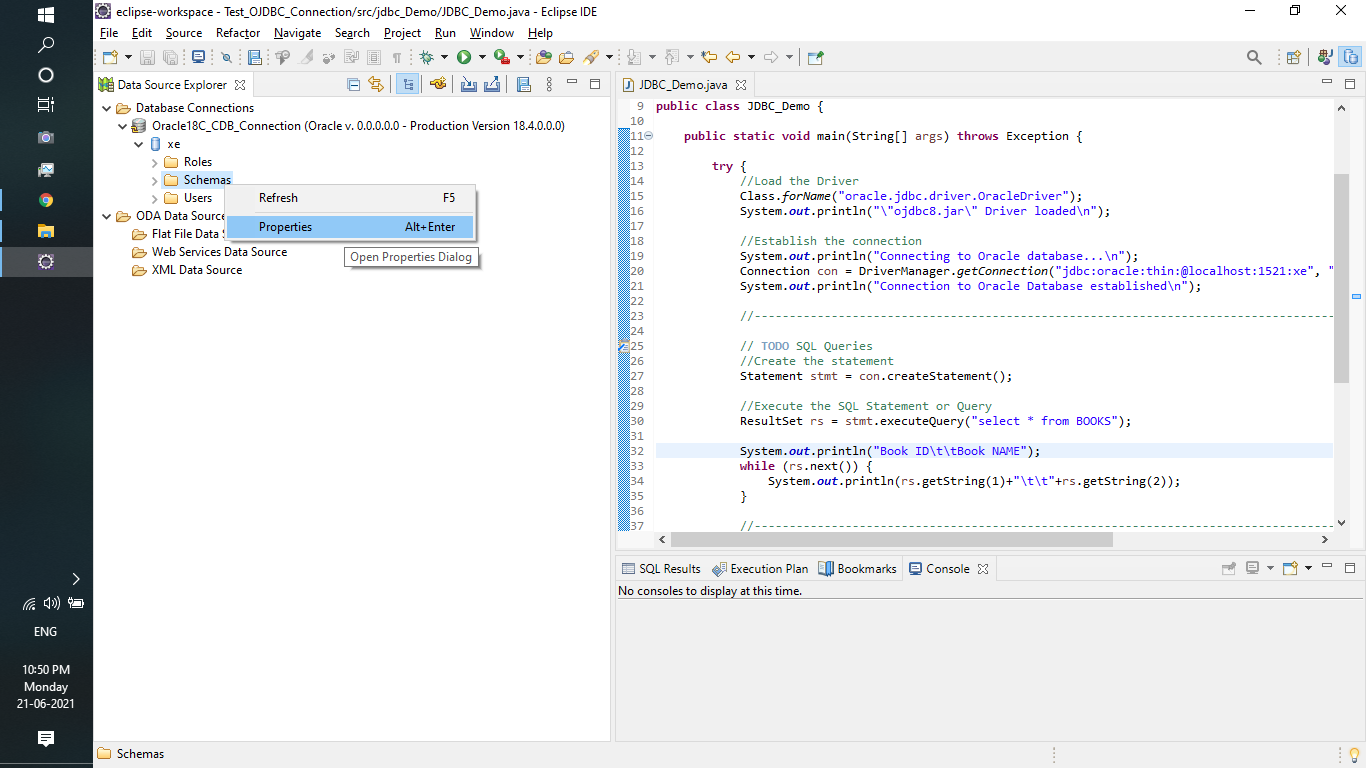 eclipse-workspace - Test_OJDBC_Connection/src/jdbc_Demo/JDBC_Demo.java - Eclipse IDE
File Edit Source Refactor Navigate Search Project Run Window Help
Data Source Explorer
Database Connections
Oracle18C_CDB_Connection (Oracle v. 0.0.0.0.0 - Production Version 18.4.0.0.0)
xe
Roles
Schemas
Users
ODA Data Source
Flat File Data S
Web Services Data Source
XML Data Source
Refresh F5
Properties Alt+Enter
Open Properties Dialog
JDBC_Demo.java
9 public class JDBC_Demo {
10
11 public static void main(String[] args) throws Exception {
12
13 try {
14 //Load the Driver
15 Class.forName("oracle.jdbc.driver.OracleDriver");
16 System.out.println("\"ojdbc8.jar\" Driver loaded\n");
17
18 //Establish the connection
19 System.out.println("Connecting to Oracle database...\n");
20 Connection con = DriverManager.getConnection("jdbc:oracle:thin:@localhost:1521:xe", "
21 System.out.println("Connection to Oracle Database established\n");
22
23 //------------------------------------------------------------------------------------
24
25 // TODO SQL Queries
26 //Create the statement
27 Statement stmt = con.createStatement();
28
29 //Execute the SQL Statement or Query
30 ResultSet rs = stmt.executeQuery("select * from BOOKS");
31
32 System.out.println("Book ID\t\tBook NAME");
33 while (rs.next()) {
34 System.out.println(rs.getString(1)+"\t\t"+rs.getString(2));
35 }
36
37 //------------------------------------------------------------------------------------
SQL Results Execution Plan Bookmarks Console
No consoles to display at this time.
ENG
10:50 PM
Monday
21-06-2021
Schemas